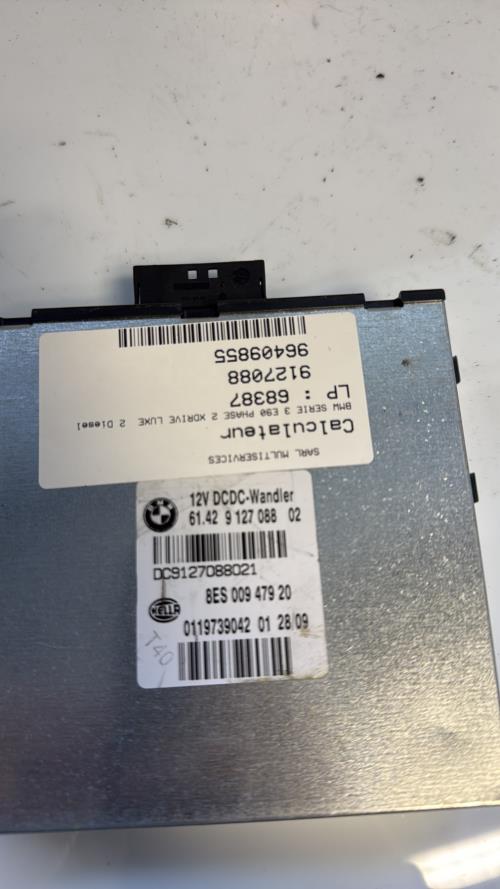 SARL MULTISERVICES
Calculateur
BMW SERIE 3 E90 PHASE 2 XDRIVE LUXE 2 Diesel
LP : 68387
9127088
96409855
12V DCDC-Wandler
61.42 9 127 088 02
DC9127088021
8ES 009 479 20
HELLA
0119739042 01 28 09
T40